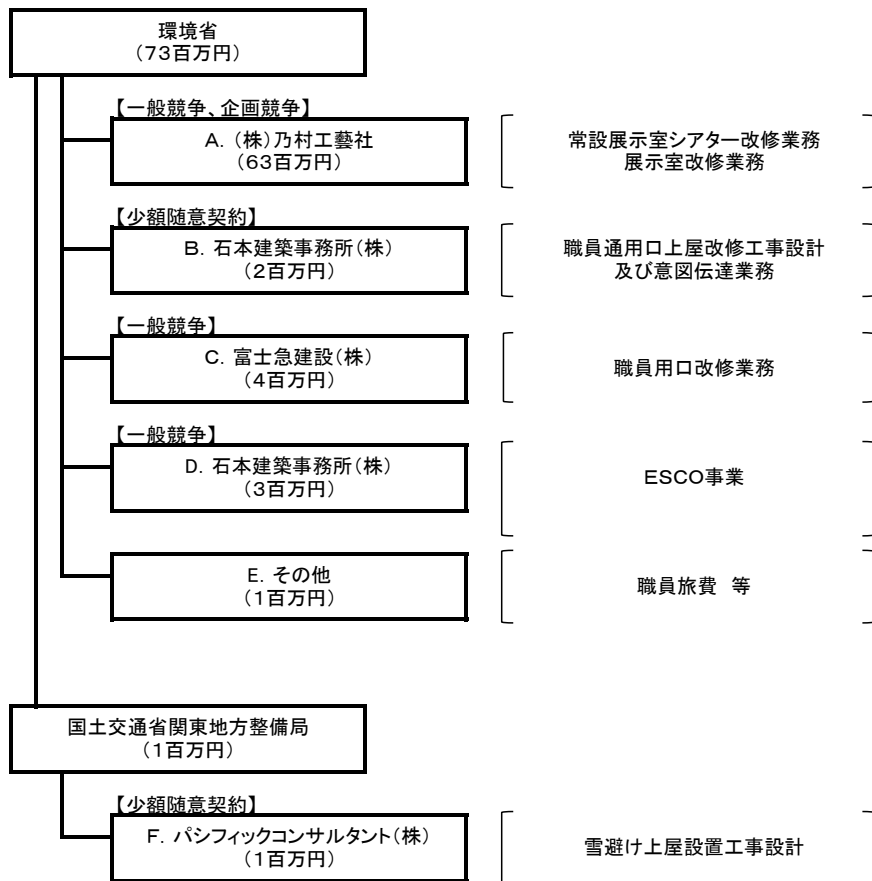 環境省
(73百万円)
【一般競争、企画競争】
A. (株)乃村工藝社
(63百万円)
常設展示室シアター改修業務
展示室改修業務
【少額随意契約】
B. 石本建築事務所(株)
(2百万円)
職員通用口上屋改修工事設計
及び意図伝達業務
【一般競争】
C. 富士急建設(株)
(4百万円)
職員用口改修業務
【一般競争】
D. 石本建築事務所(株)
(3百万円)
ESCO事業
E. その他
(1百万円)
職員旅費 等
国土交通省関東地方整備局
(1百万円)
【少額随意契約】
F. パシフィックコンサルタント(株)
(1百万円)
雪避け上屋設置工事設計